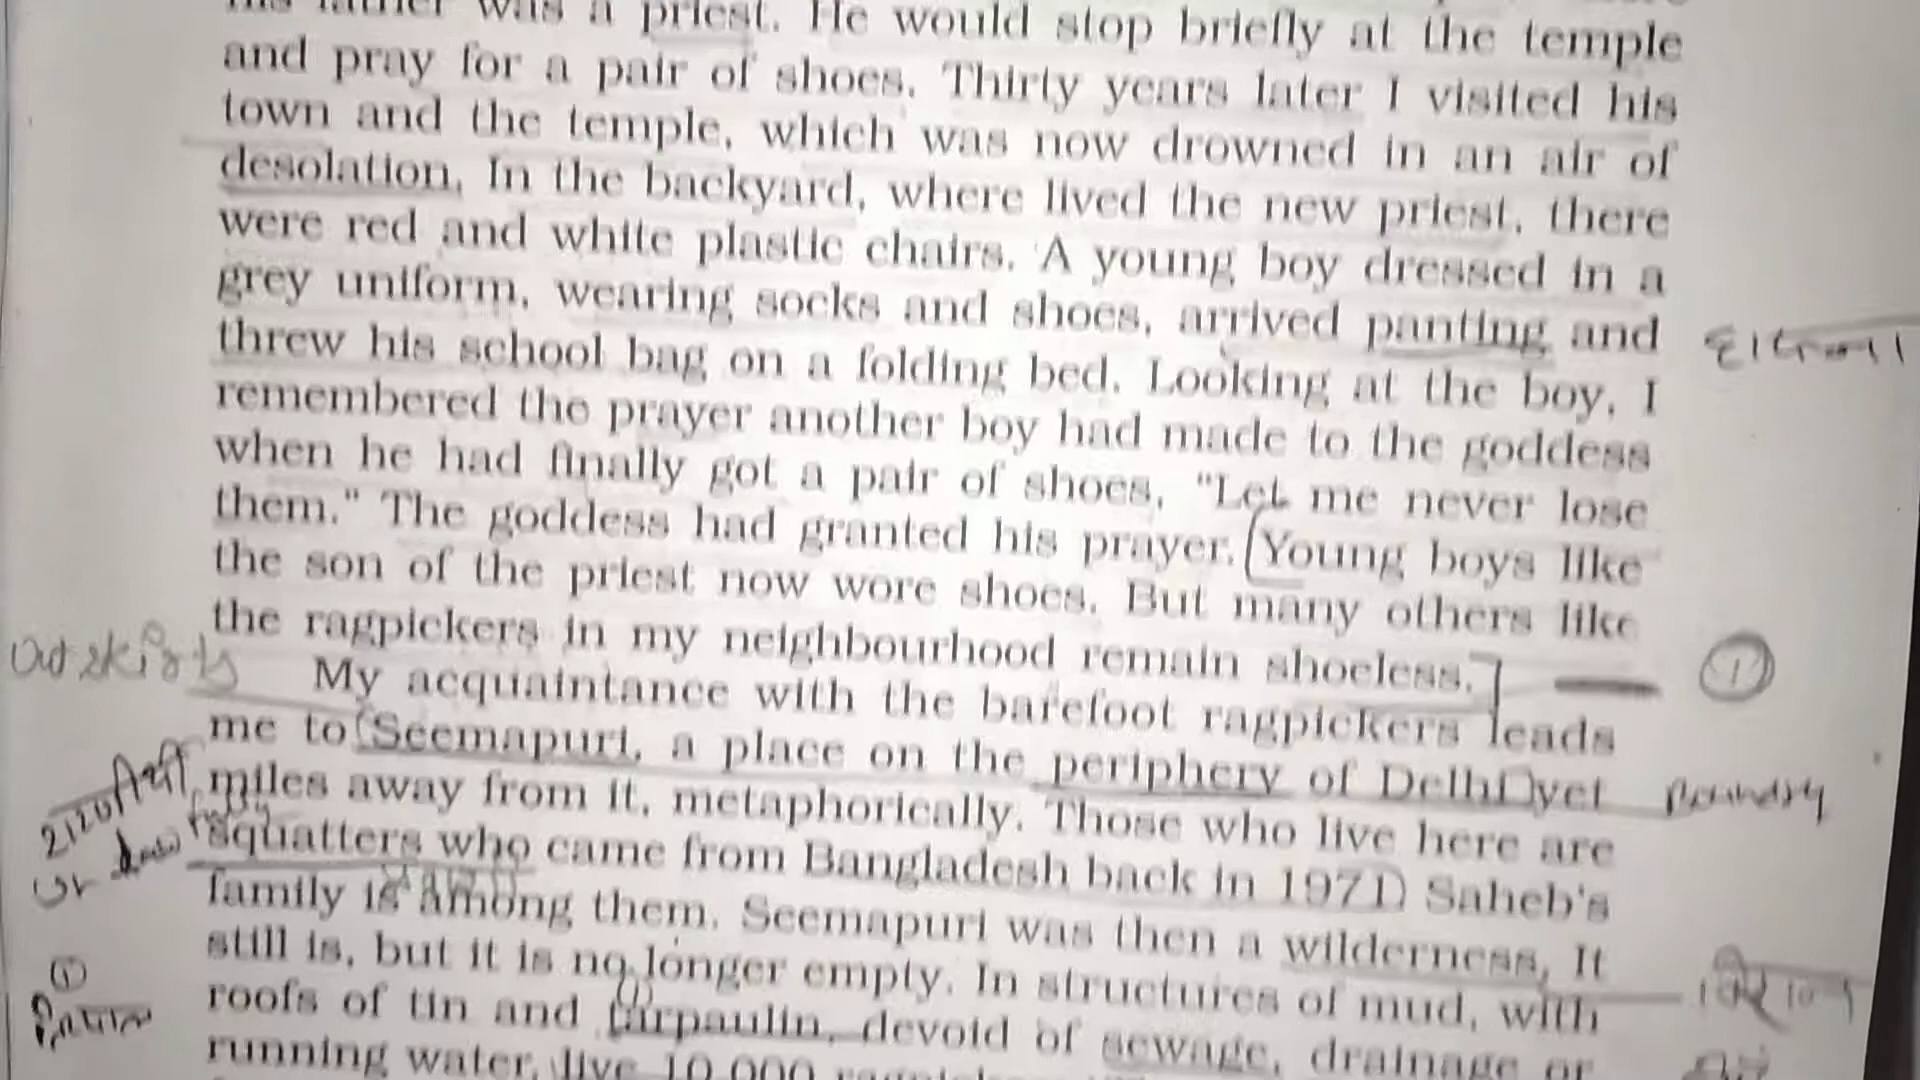 his father was a priest. He would stop briefly at the temple
and pray for a pair of shoes. Thirty years later I visited his
town and the temple, which was now drowned in an air of
desolation. In the backyard, where lived the new priest, there
were red and white plastic chairs. A young boy dressed in a
grey uniform, wearing socks and shoes, arrived panting and
threw his school bag on a folding bed. Looking at the boy, I
remembered the prayer another boy had made to the goddess
when he had finally got a pair of shoes, "Let me never lose
them." The goddess had granted his prayer. Young boys like
the son of the priest now wore shoes. But many others like
the ragpickers in my neighbourhood remain shoeless.
1
outskirts
My acquaintance with the barefoot ragpickers leads
me to Seemapuri, a place on the periphery of Delhi yet
miles away from it, metaphorically. Those who live here are
squatters who came from Bangladesh back in 1971. Saheb's
family is among them. Seemapuri was then a wilderness. It
still is, but it is no longer empty. In structures of mud, with
roofs of tin and tarpaulin, devoid of sewage, drainage or
running water, live 10,000